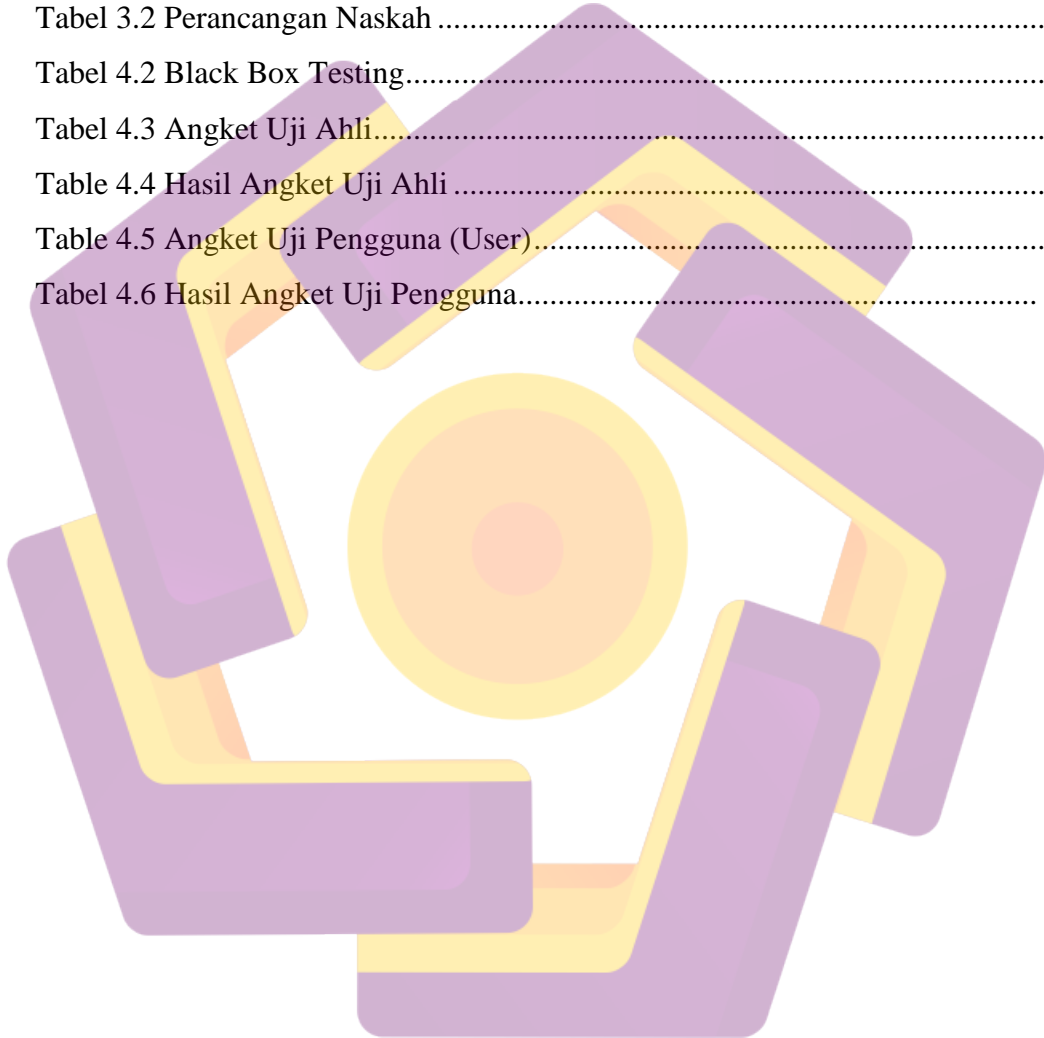 Tabel 3.2 Perancangan Naskah ........................................................................
Tabel 4.2 Black Box Testing............................................................................
Tabel 4.3 Angket Uji Ahli................................................................................
Table 4.4 Hasil Angket Uji Ahli ......................................................................
Table 4.5 Angket Uji Pengguna (User)............................................................
Tabel 4.6 Hasil Angket Uji Pengguna..............................................................